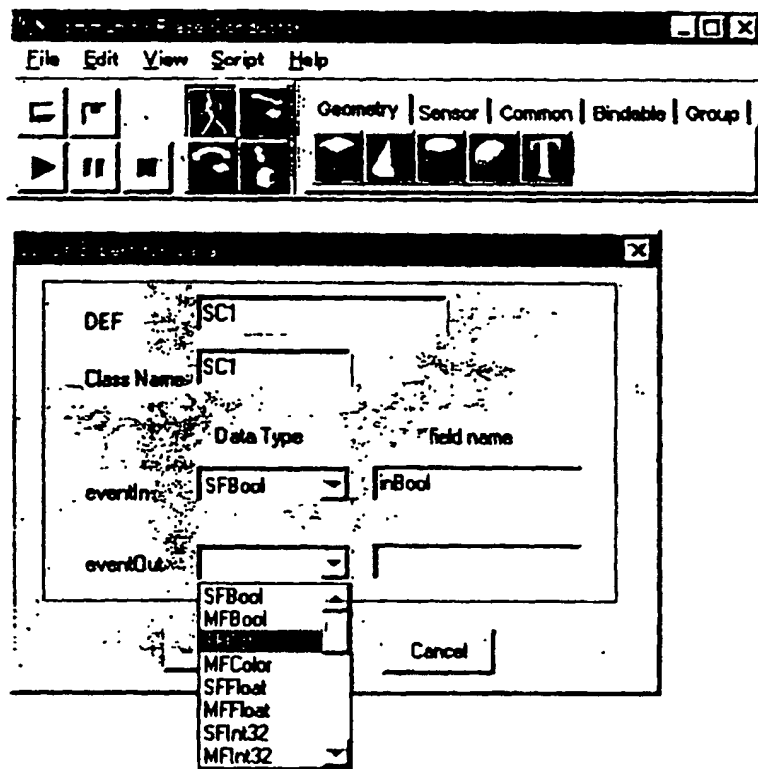 File Edit View Script Help
Geometry Sensor Common Bindable Group
T
DEF SC1
Class Name SC1
Data Type field name
eventIn SFBool inBool
eventOut
SFBool
MFBool
MFColor
SFFloat
MFFloat
SFInt32
MFInt32
Cancel